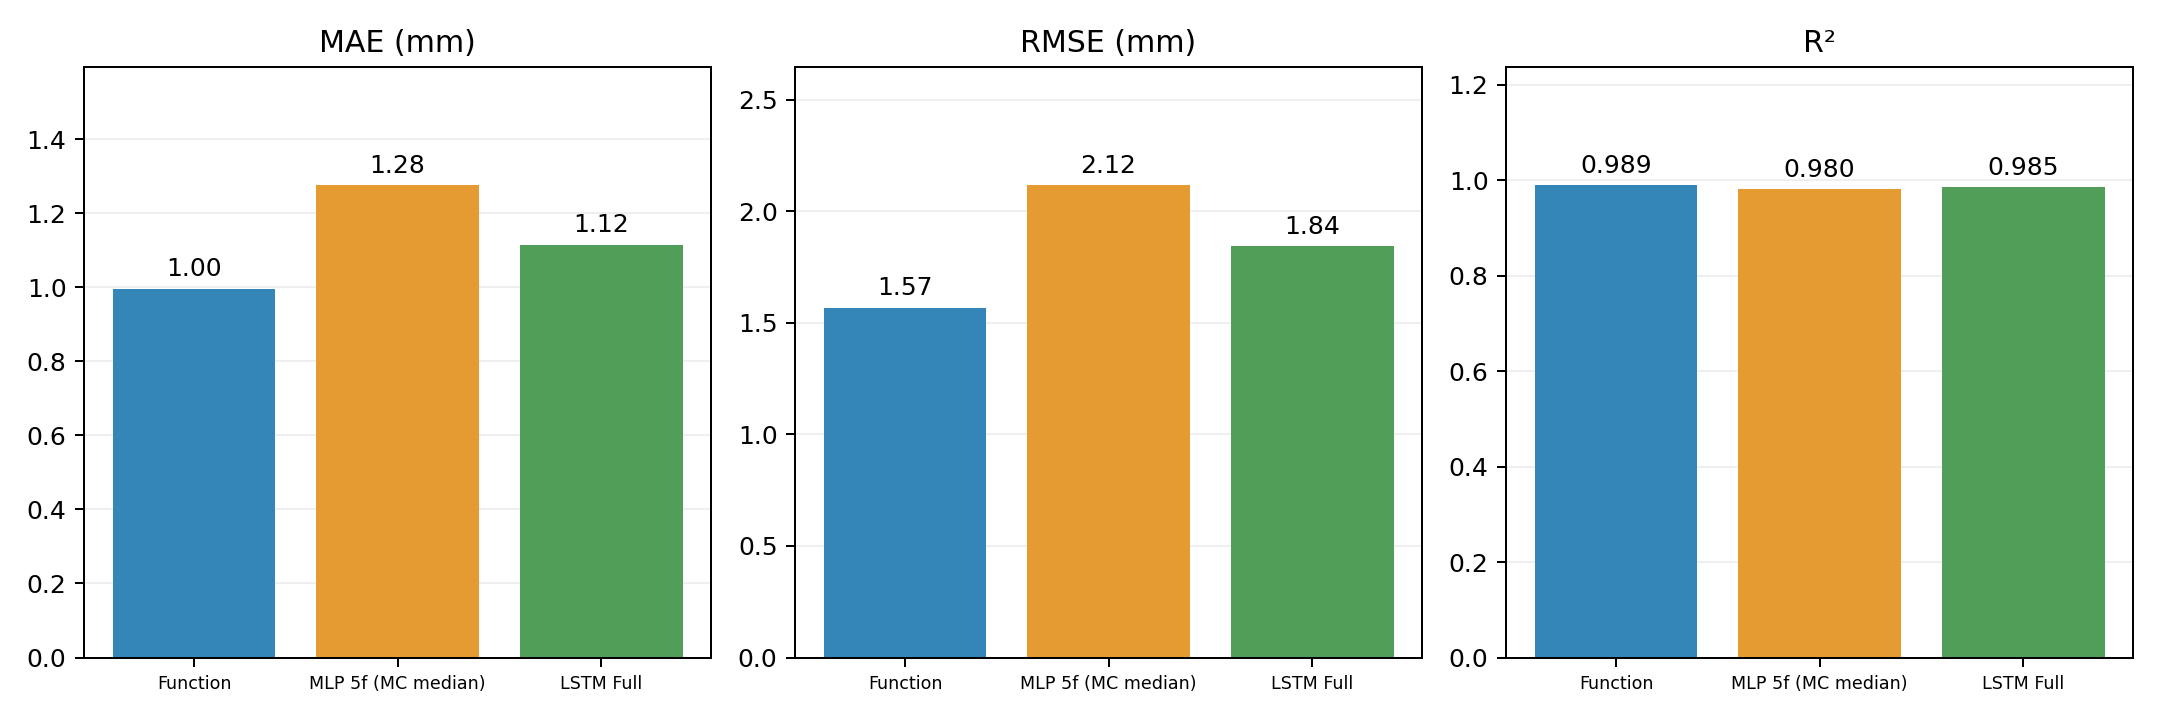 MAE (mm)
1.4
1.2
1.0
0.8
0.6
0.4
0.2
0.0
1.00
1.28
1.12
Function
MLP 5f (MC median)
LSTM Full
RMSE (mm)
2.5
2.0
1.5
1.0
0.5
0.0
1.57
2.12
1.84
Function
MLP 5f (MC median)
LSTM Full
R²
1.2
1.0
0.8
0.6
0.4
0.2
0.0
0.989
0.980
0.985
Function
MLP 5f (MC median)
LSTM Full